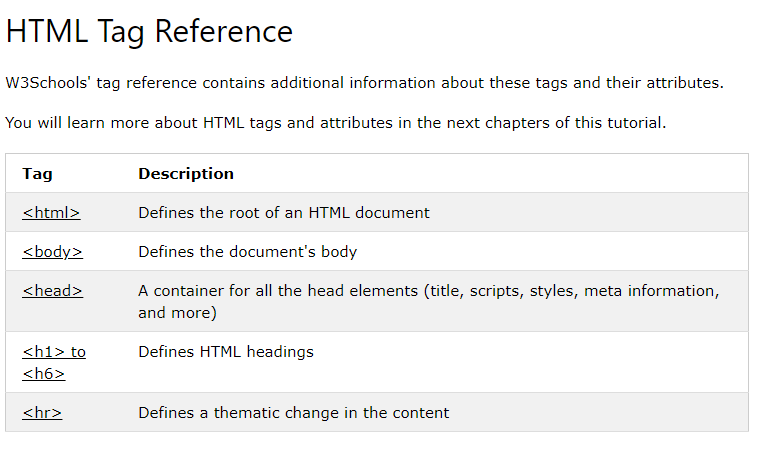 HTML Tag Reference
W3Schools' tag reference contains additional information about these tags and their attributes.
You will learn more about HTML tags and attributes in the next chapters of this tutorial.
Tag Description
<html> Defines the root of an HTML document
<body> Defines the document's body
<head> A container for all the head elements (title, scripts, styles, meta information,
and more)
<h1> to Defines HTML headings
<h6>
<hr> Defines a thematic change in the content